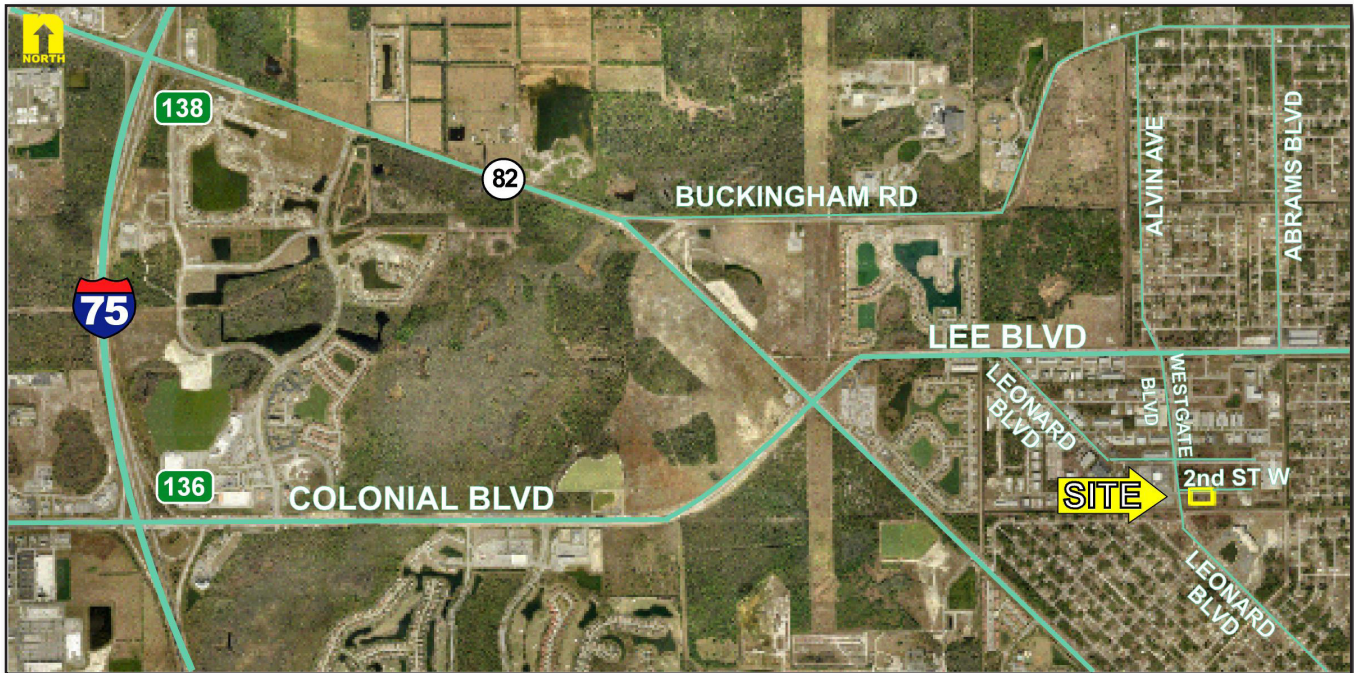 NORTH
138
82
BUCKINGHAM RD
ALVIN AVE
ABRAMS BLVD
75
LEE BLVD
LEONARD
BLVD
WESTGATE
BLVD
136
COLONIAL BLVD
SITE
2nd ST W
LEONARD
BLVD